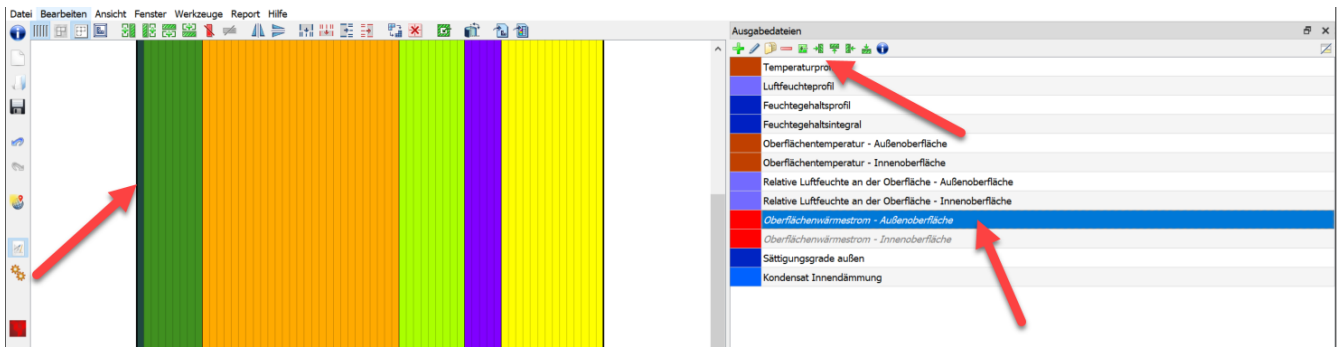 Datei Bearbeiten Ansicht Fenster Werkzeuge Report Hilfe
Ausgabedateien
Temperaturprofil
Luftfeuchteprofil
Feuchtegehaltsprofil
Feuchtegehaltsintegral
Oberflächentemperatur - Außenoberfläche
Oberflächentemperatur - Innenoberfläche
Relative Luftfeuchte an der Oberfläche - Außenoberfläche
Relative Luftfeuchte an der Oberfläche - Innenoberfläche
Oberflächenwärmestrom - Außenoberfläche
Oberflächenwärmestrom - Innenoberfläche
Sättigungsgrade außen
Kondensat Innendämmung